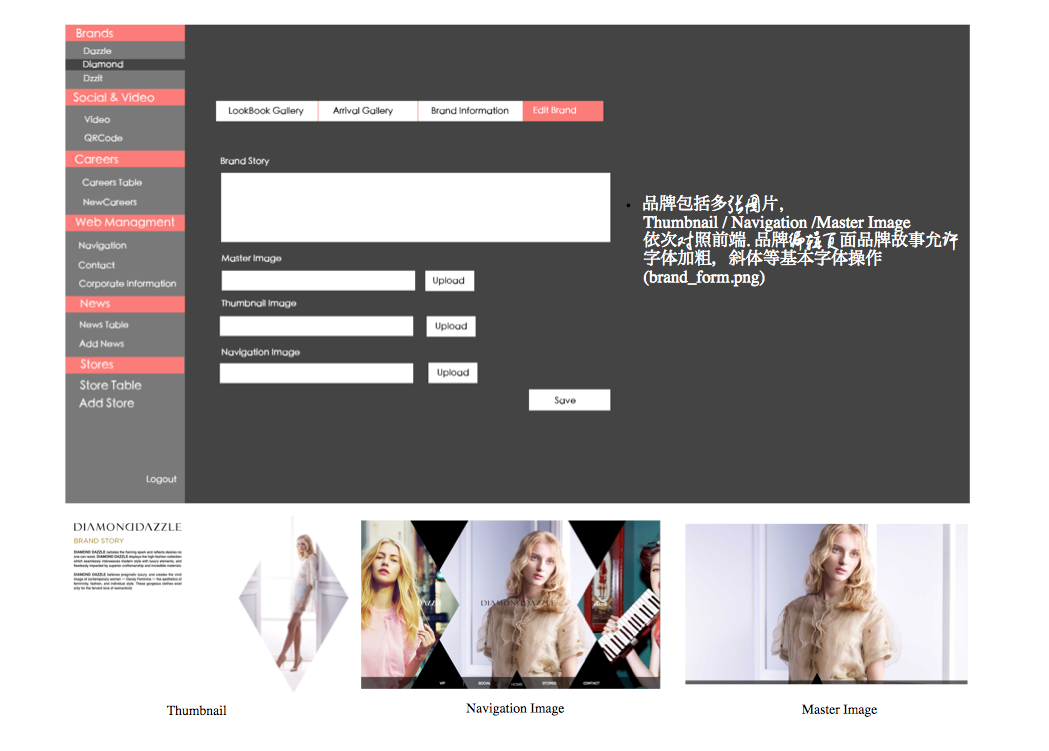 Brands
Dazzle
Diamond
Dzzit
Social & Video
Video
QRCode
Careers
Careers Table
NewCareers
Web Managment
Navigation
Contact
Corporate Information
News
News Table
Add News
Stores
Store Table
Add Store
Logout
LookBook Gallery
Arrival Gallery
Brand Information
Edit Brand
Brand Story
Master Image
Upload
Thumbnail Image
Upload
Navigation Image
Upload
Save
品牌包括多张图片，
Thumbnail / Navigation /Master Image
依次对照前端. 品牌编辑页面品牌故事允许
字体加粗，斜体等基本字体操作
(brand_form.png)
DIAMONDDAZZLE
BRAND STORY
DIAMOND DAZZLE
DIAMOND DAZZLE
DIAMONDDAZZLE
VIP
SOCIAL
HOME
STORES
CONTACT
Thumbnail
Navigation Image
Master Image